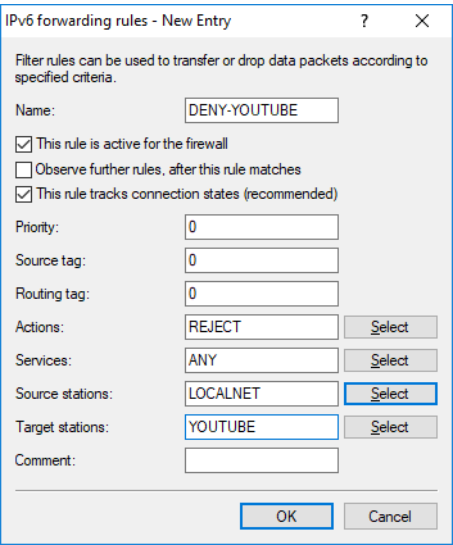 IPv6 forwarding rules - New Entry ? ×
Filter rules can be used to transfer or drop data packets according to
specified criteria.
Name: DENY-YOUTUBE
This rule is active for the firewall
Observe further rules, after this rule matches
This rule tracks connection states (recommended)
Priority: 0
Source tag: 0
Routing tag: 0
Actions: REJECT Select
Services: ANY Select
Source stations: LOCALNET Select
Target stations: YOUTUBE Select
Comment:
OK Cancel